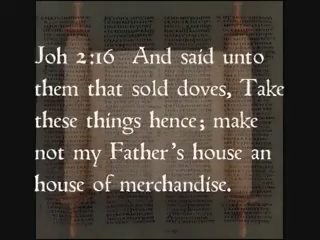 Joh 2:16 And said unto
them that sold doves, Take
these things hence; make
not my Father's house an
house of merchandise.